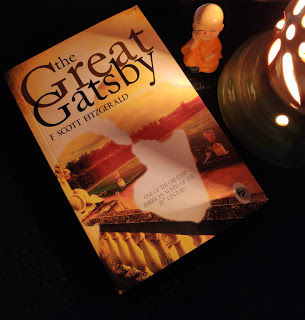 the
Great
Gatsby
F SCOTT FITZGERALD
ONE OF THE GREATEST
AMERICAN NOVELS OF THE
20th CENTURY